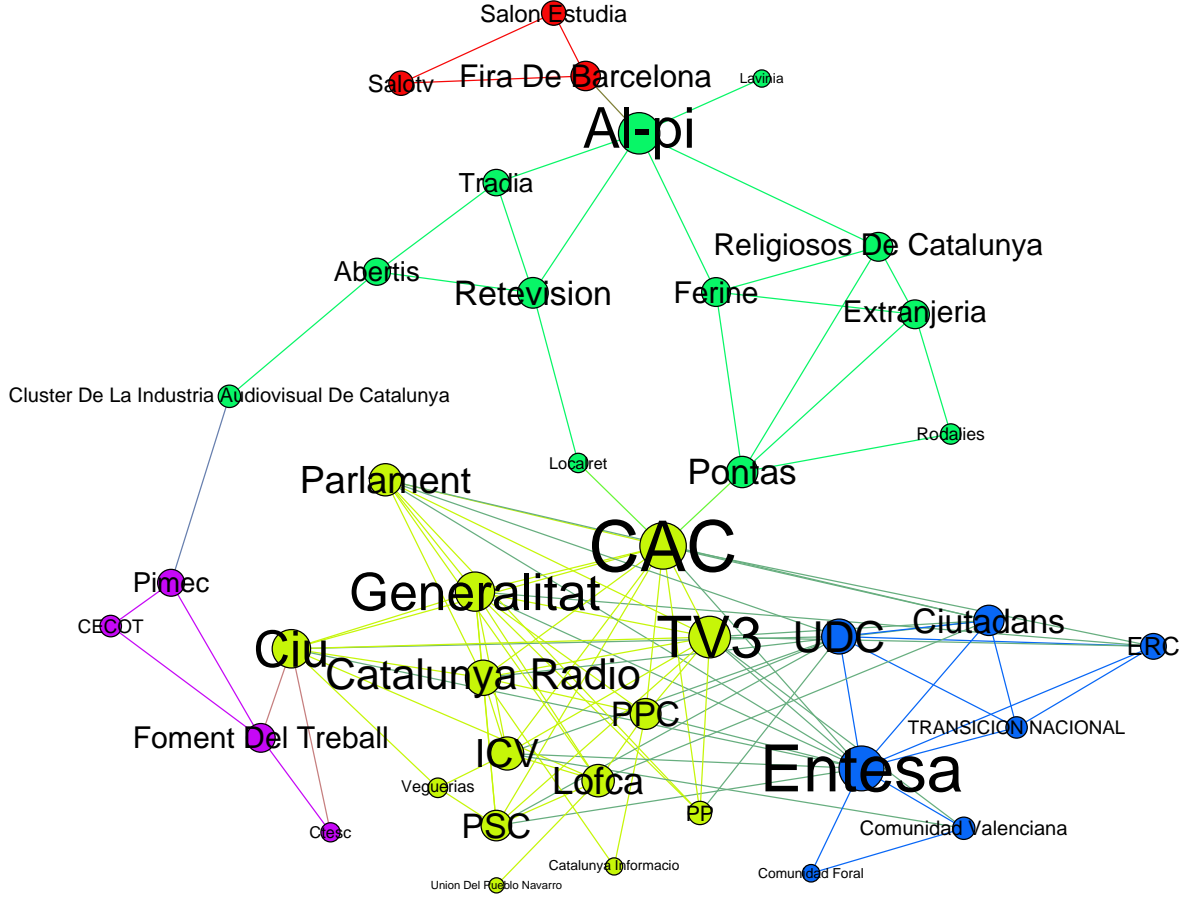 Salon Estudia
Salotv
Fira De Barcelona
Lavinia
Al-pi
Tradia
Religiosos De Catalunya
Abertis
Retevision
Ferine
Extranjeria
Cluster De La Industria Audiovisual De Catalunya
Rodalies
Localret
Parlament
Pontas
CAC
Pimec
Generalitat
CECOT
Ciutadans
TV3
UDC
Ciu
ERC
Catalunya Radio
PPC
TRANSICION NACIONAL
Foment Del Treball
ICV
Entesa
Lofca
Veguerias
PP
PSC
Ctesc
Comunidad Valenciana
Catalunya Informacio
Comunidad Foral
Union Del Pueblo Navarro